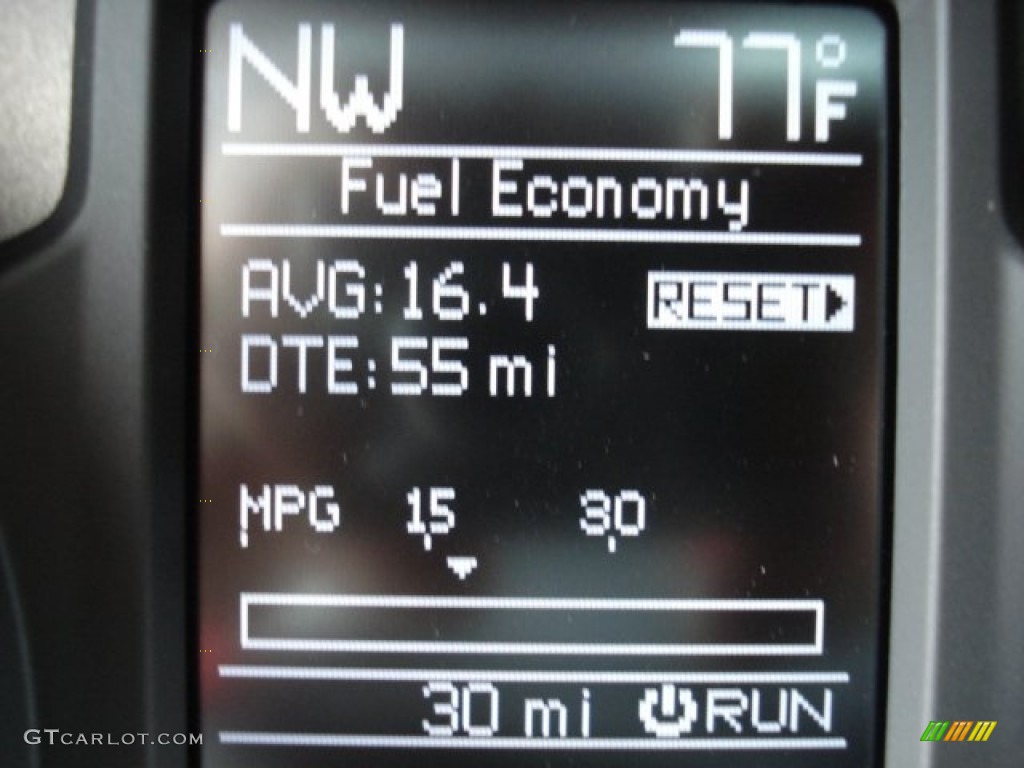 NW 77°F
Fuel Economy
AVG: 16.4 RESET
DTE: 55 mi
MPG 15 30
30 mi RUN
GTCARLOT.COM